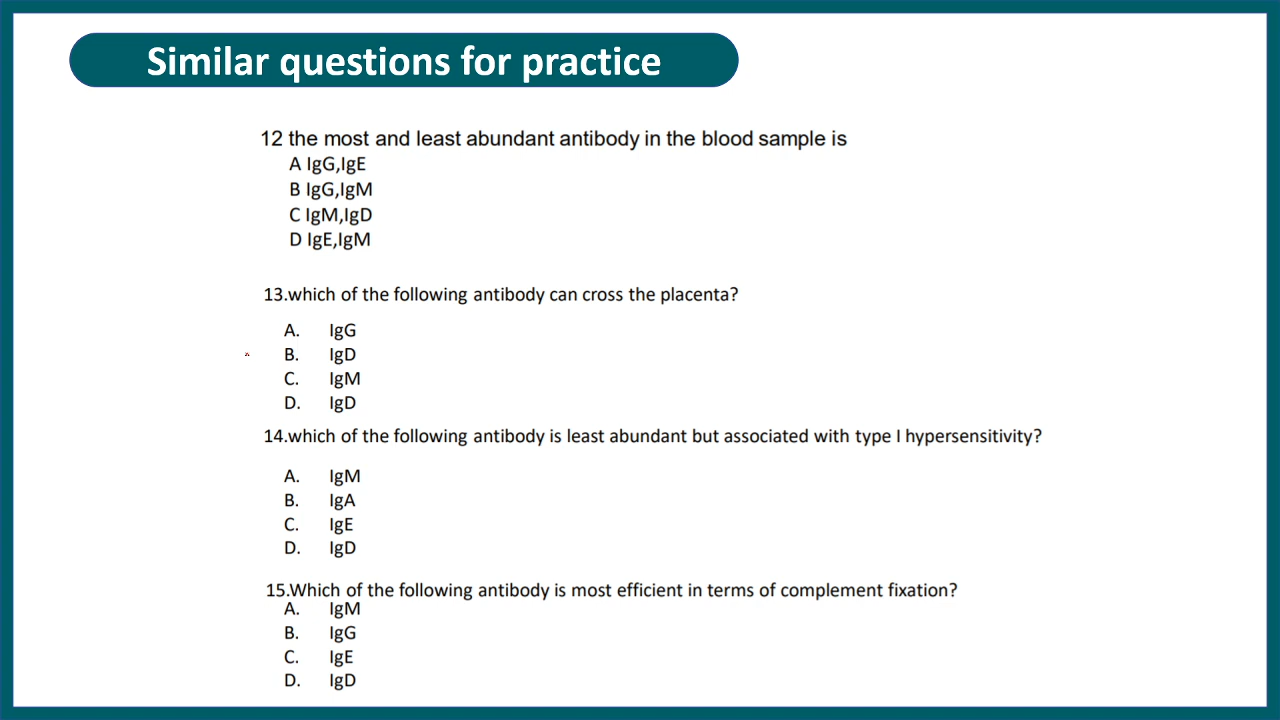 Similar questions for practice
12 the most and least abundant antibody in the blood sample is
A IgG,IgE
B IgG,IgM
C IgM,IgD
D IgE,IgM
13.which of the following antibody can cross the placenta?
A. IgG
B. IgD
C. IgM
D. IgD
14.which of the following antibody is least abundant but associated with type I hypersensitivity?
A. IgM
B. IgA
C. IgE
D. IgD
15.Which of the following antibody is most efficient in terms of complement fixation?
A. IgM
B. IgG
C. IgE
D. IgD